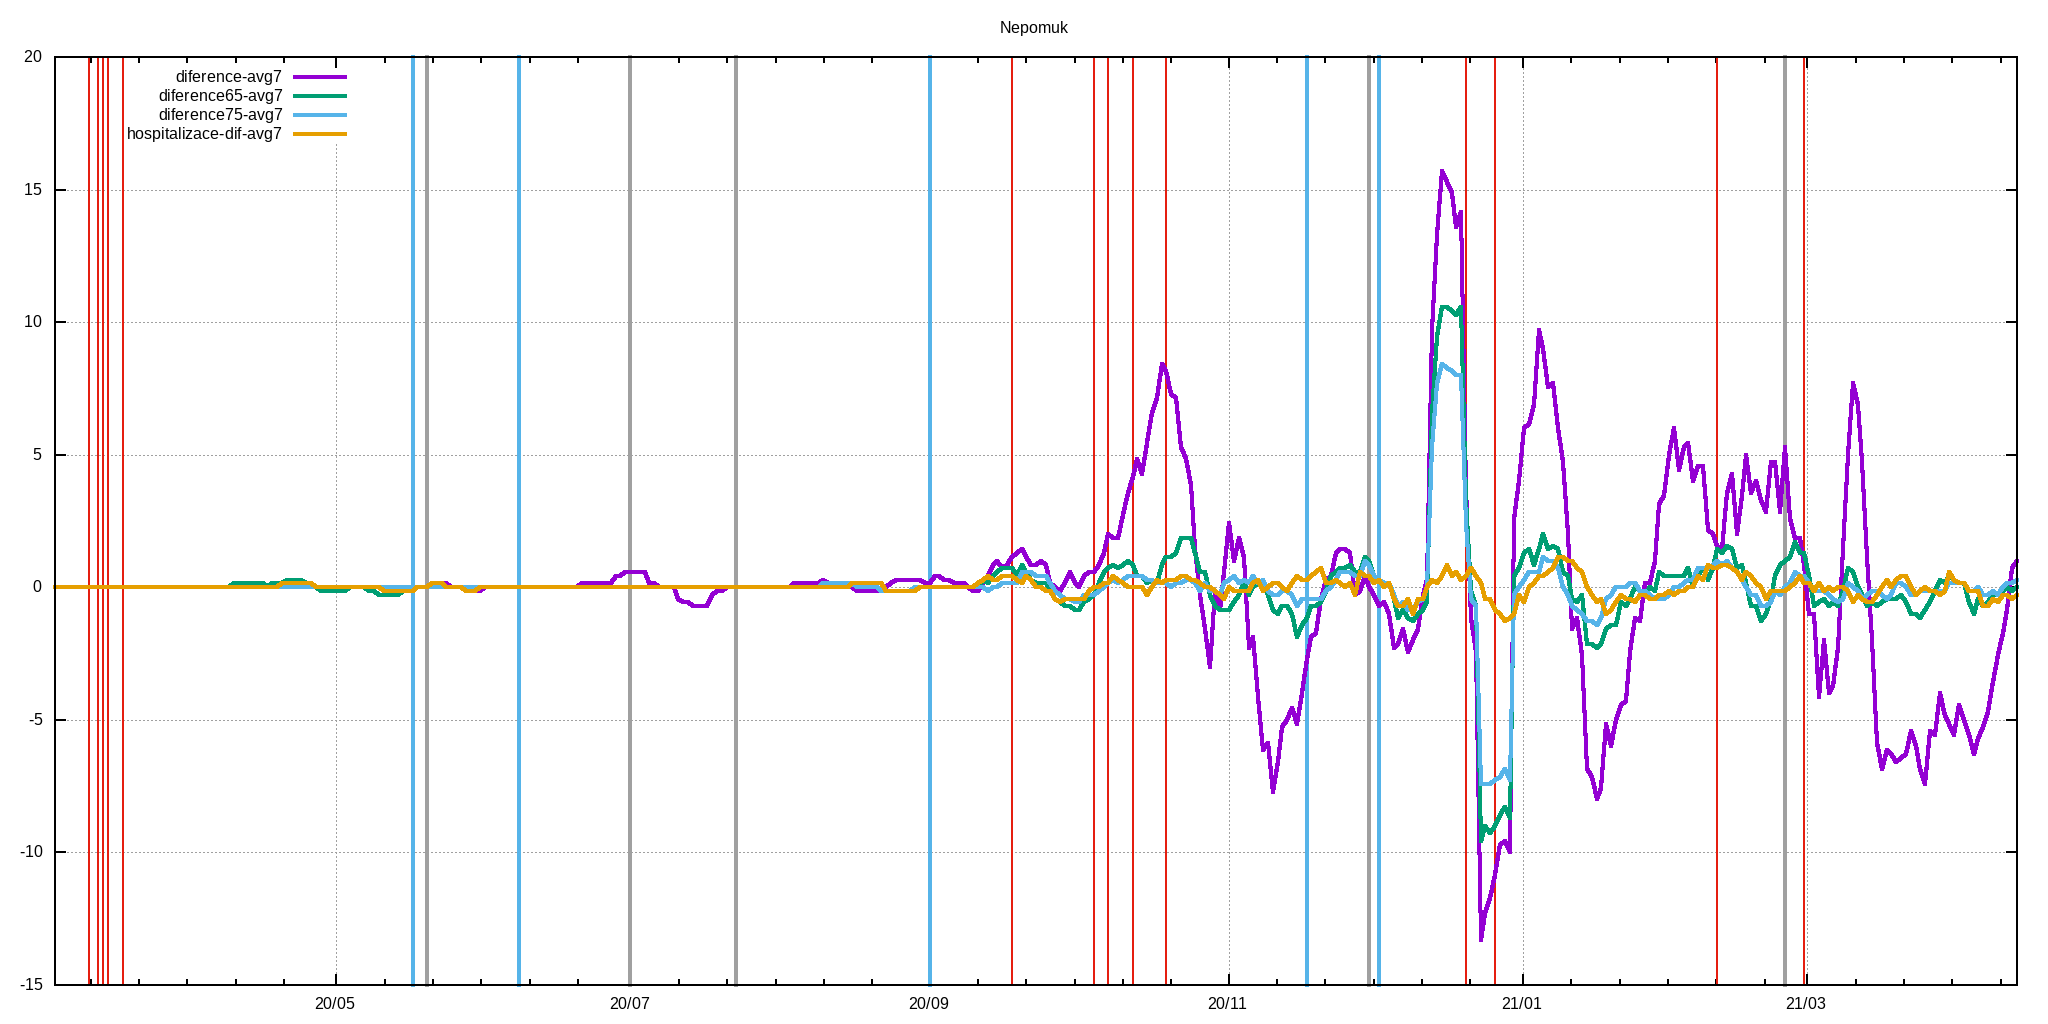 Nepomuk
20
diference-avg7
diference65-avg7
diference75-avg7
hospitalizace-dif-avg7
15
10
5
0
-5
-10
-15
20/05 20/07 20/09 20/11 21/01 21/03